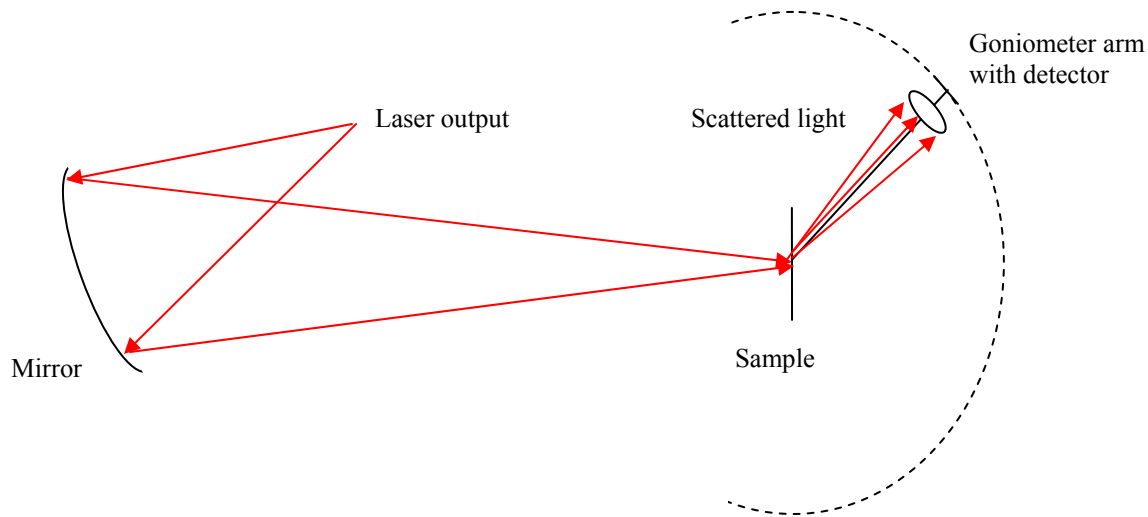 Goniometer arm
with detector
Laser output
Scattered light
Sample
Mirror